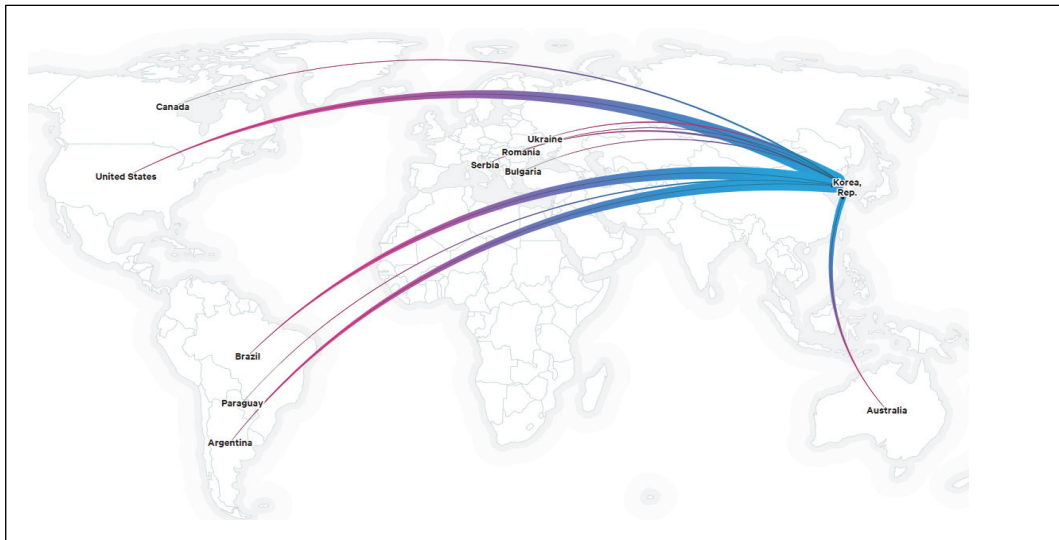 Canada
Ukraine
Romania
Serbia
Bulgaria
United States
Korea,
Rep.
Brazil
Paraguay
Argentina
Australia